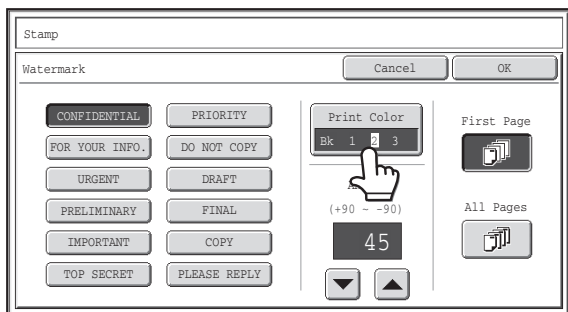 Stamp
Watermark
Cancel
OK
CONFIDENTIAL
PRIORITY
FOR YOUR INFO.
DO NOT COPY
URGENT
DRAFT
PRELIMINARY
FINAL
IMPORTANT
COPY
TOP SECRET
PLEASE REPLY
Print Color
Bk 1 2 3
(+90 ~ -90)
45
First Page
All Pages